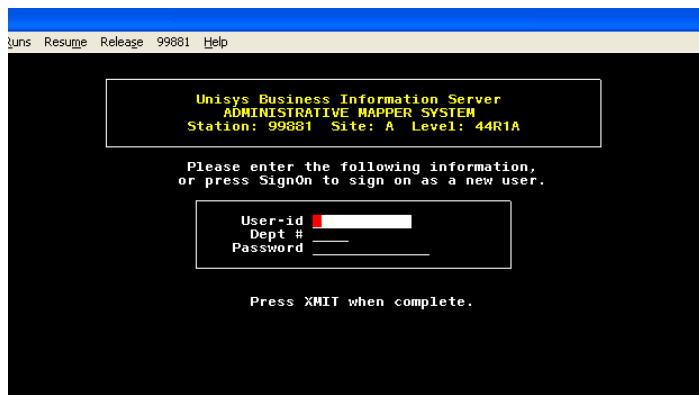 Runs Resume Release 99881 Help
Unisys Business Information Server
ADMINISTRATIVE MAPPER SYSTEM
Station: 99881 Site: A Level: 44R1A
Please enter the following information,
or press SignOn to sign on as a new user.
User-id
Dept #
Password
Press XMIT when complete.